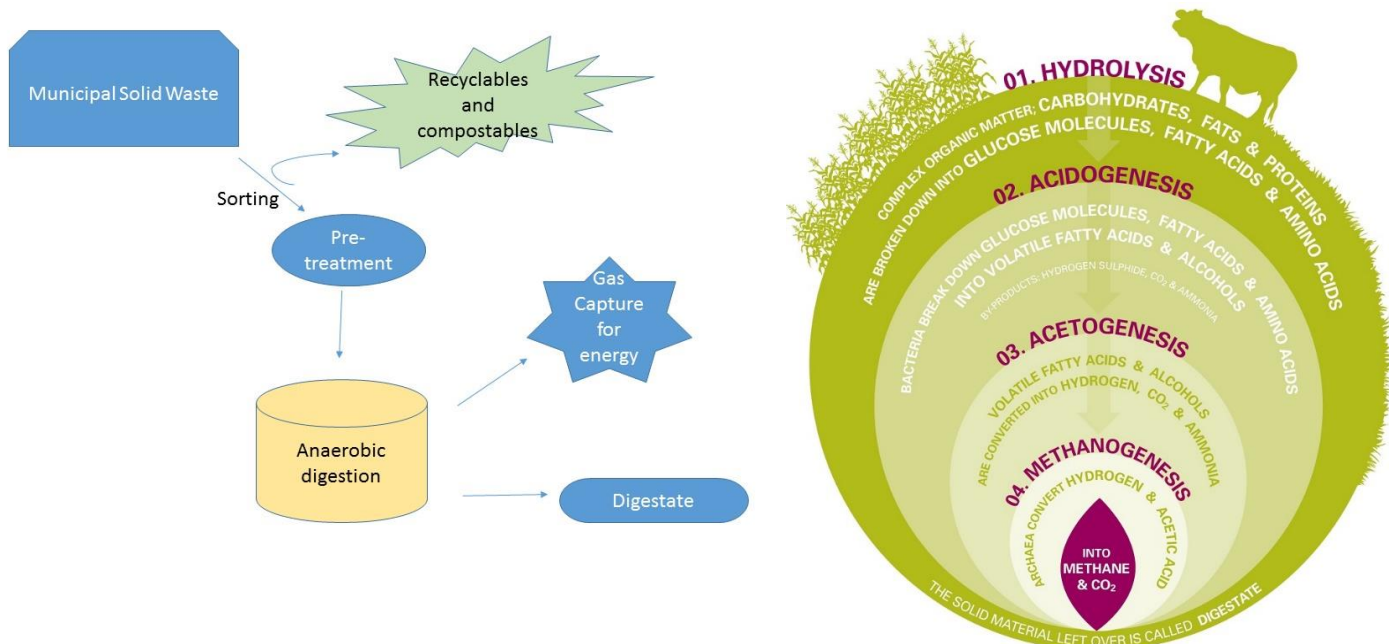 Municipal Solid Waste
Recyclables
and
compostables
Sorting
Pre-
treatment
Gas
Capture
for
energy
Anaerobic
digestion
Digestate
01. HYDROLYSIS
COMPLEX ORGANIC MATTER; CARBOHYDRATES, FATS & PROTEINS
ARE BROKEN DOWN INTO GLUCOSE MOLECULES, FATTY ACIDS & AMINO ACIDS
02. ACIDOGENESIS
BACTERIA BREAK DOWN GLUCOSE MOLECULES, FATTY ACIDS & AMINO ACIDS
INTO VOLATILE FATTY ACIDS & ALCOHOLS
BY-PRODUCTS: HYDROGEN SULPHIDE, CO₂ & AMMONIA
03. ACETOGENESIS
VOLATILE FATTY ACIDS & ALCOHOLS
ARE CONVERTED INTO HYDROGEN, CO₂ & AMMONIA
04. METHANOGENESIS
ARCHAEA CONVERT HYDROGEN & ACETIC ACID
INTO
METHANE
& CO₂
THE SOLID MATERIAL LEFT OVER IS CALLED DIGESTATE